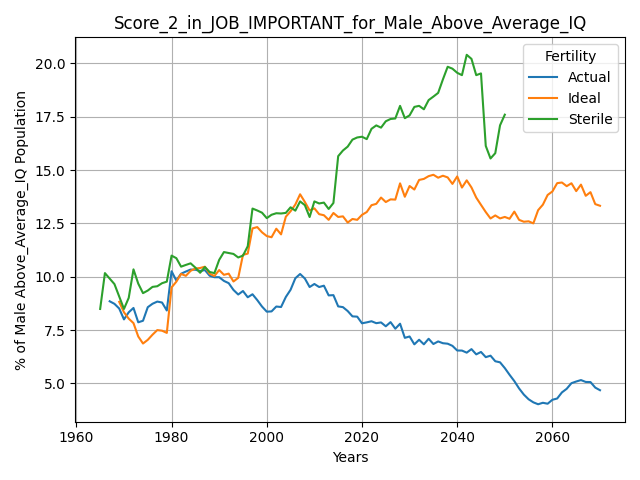 Score_2_in_JOB_IMPORTANT_for_Male_Above_Average_IQ
% of Male Above_Average_IQ Population
20.0
17.5
15.0
12.5
10.0
7.5
5.0
Fertility
Actual
Ideal
Sterile
1960 1980 2000 2020 2040 2060
Years